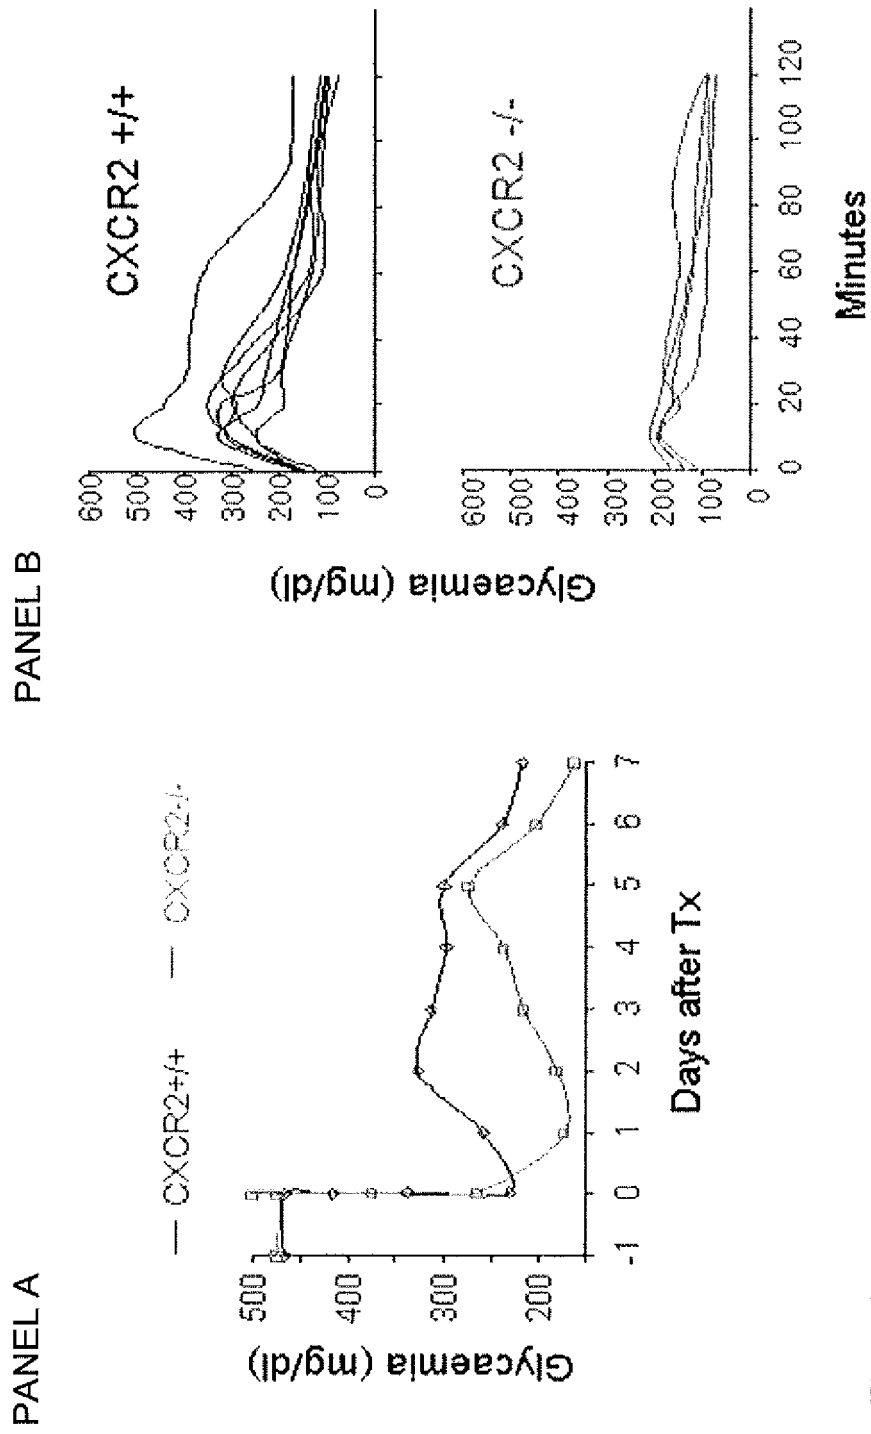 PANEL A
— CXCR2+/+ — CXCR2-/-
Glycaemia (mg/dl)
500
400
300
200
-1 0 1 2 3 4 5 6 7
Days after Tx
PANEL B
CXCR2 +/+
600
500
400
300
200
100
0
CXCR2 -/-
Glycaemia (mg/dl)
600
500
400
300
200
100
0
0 20 40 60 80 100 120
Minutes